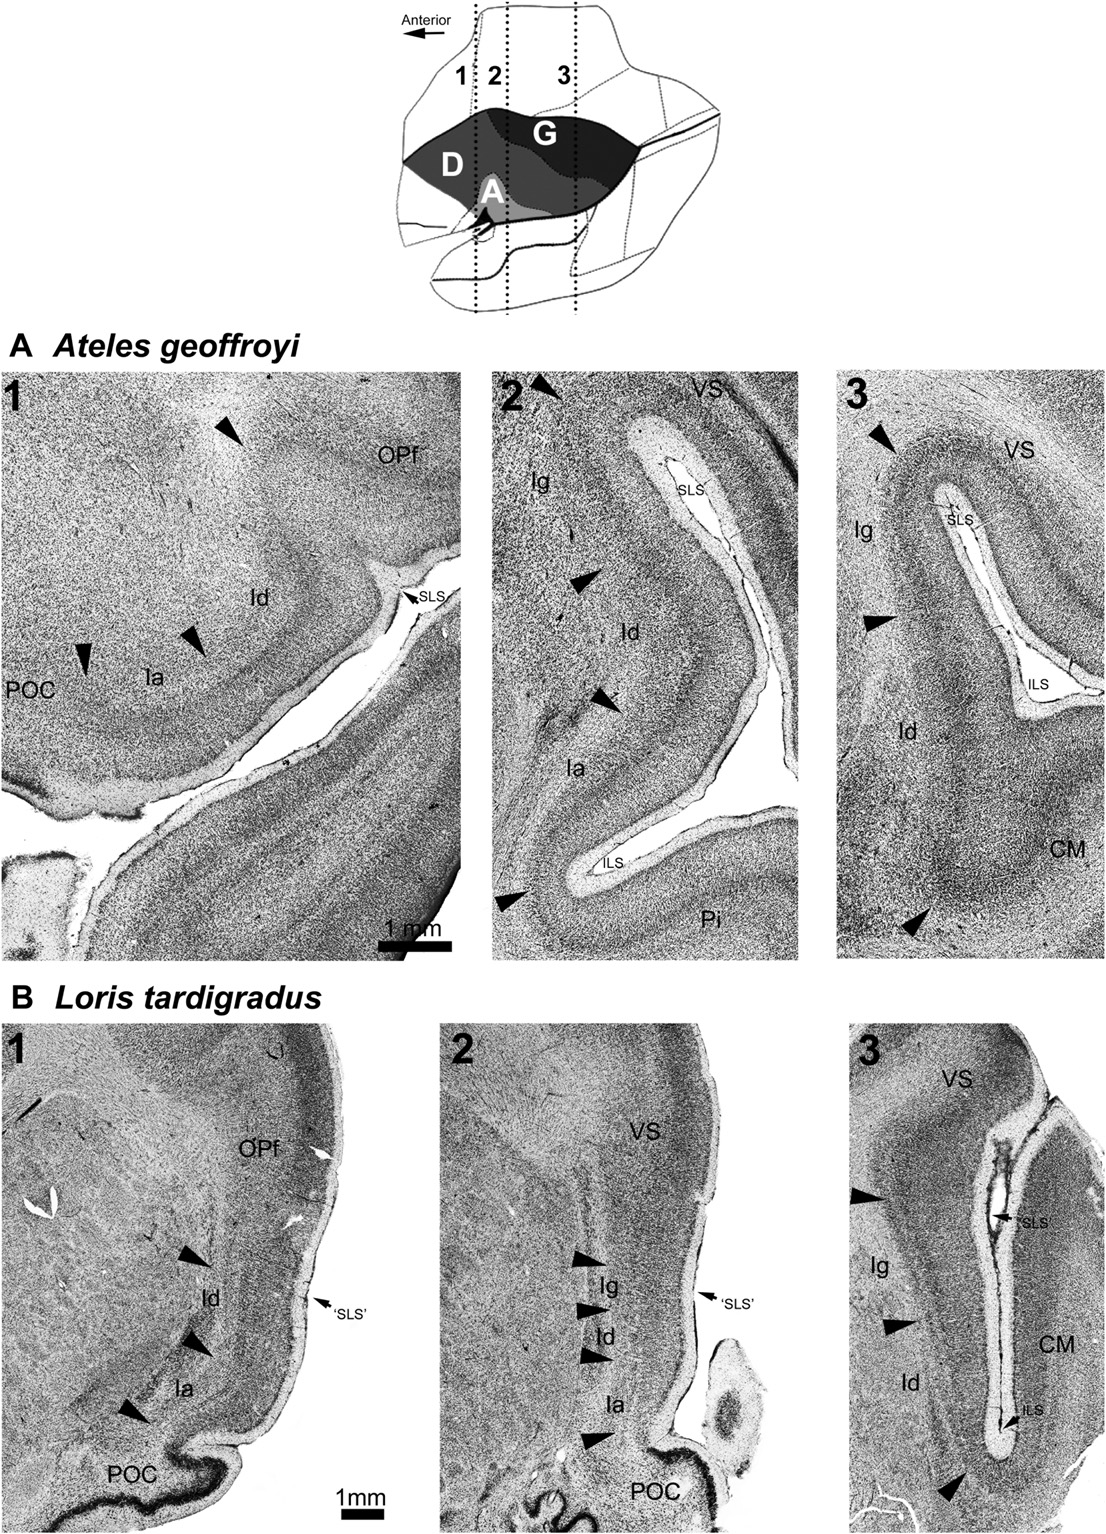 Anterior
1 2 3
G
D
A
A Ateles geoffroyi
1
OPf
Id
SLS
Ia
POC
1 mm
2
VS
Ig
SLS
Id
Ia
ILS
Pi
3
VS
SLS
Ig
ILS
Id
CM
B Loris tardigradus
1
OPf
Id
'SLS'
Ia
POC
1mm
2
VS
Ig
'SLS'
Id
Ia
POC
3
VS
'SLS'
Ig
CM
Id
ILS